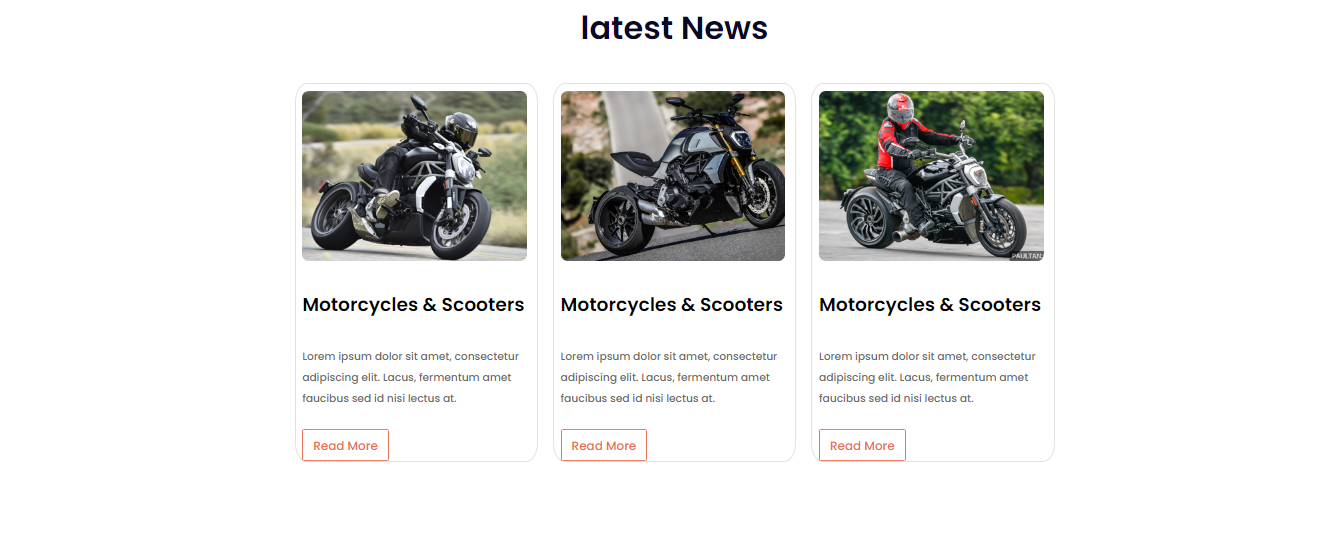 latest News
PAULTAN
Motorcycles & Scooters
Motorcycles & Scooters
Motorcycles & Scooters
Lorem ipsum dolor sit amet, consectetur
adipiscing elit. Lacus, fermentum amet
faucibus sed id nisi lectus at.
Read More
Lorem ipsum dolor sit amet, consectetur
adipiscing elit. Lacus, fermentum amet
faucibus sed id nisi lectus at.
Read More
Lorem ipsum dolor sit amet, consectetur
adipiscing elit. Lacus, fermentum amet
faucibus sed id nisi lectus at.
Read More